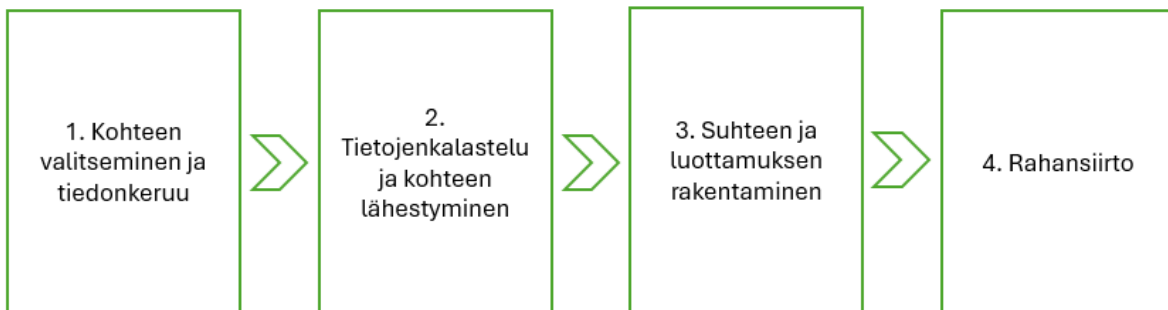 1. Kohteen
valitseminen ja
tiedonkeruu
2.
Tietojenkalastelu
ja kohteen
lähestyminen
3. Suhteen ja
luottamuksen
rakentaminen
4. Rahansiirto